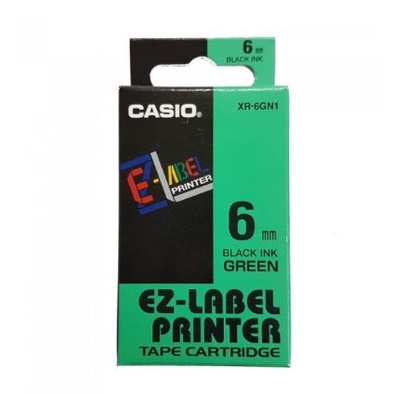 6 mm
BLACK INK
CASIO®
XR-6GN1
EZ-LABEL
PRINTER
6 mm
BLACK INK
GREEN
EZ-LABEL
PRINTER
TAPE CARTRIDGE